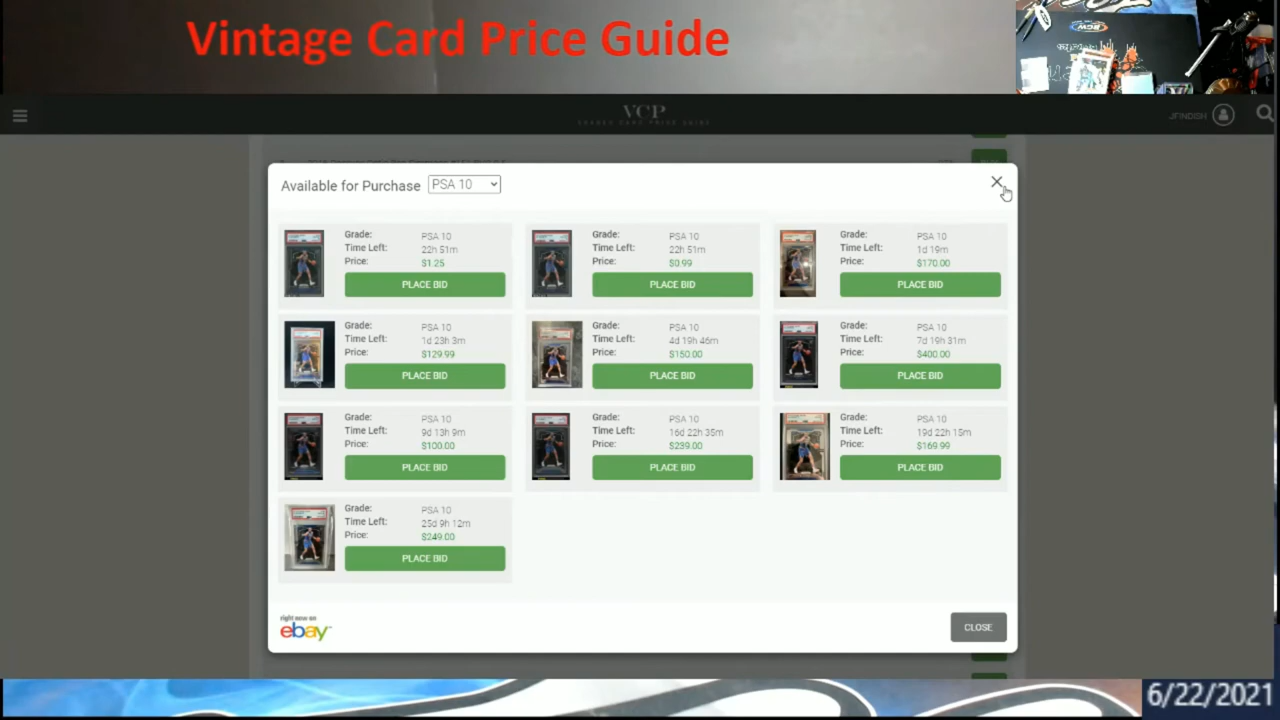 Vintage Card Price Guide
VCP
JFINDISH
Available for Purchase PSA 10
Grade: PSA 10
Time Left: 22h 51m
Price: $1.25
PLACE BID
Grade: PSA 10
Time Left: 22h 51m
Price: $0.99
PLACE BID
Grade: PSA 10
Time Left: 1d 19m
Price: $170.00
PLACE BID
Grade: PSA 10
Time Left: 1d 23h 3m
Price: $129.99
PLACE BID
Grade: PSA 10
Time Left: 4d 19h 46m
Price: $150.00
PLACE BID
Grade: PSA 10
Time Left: 7d 19h 31m
Price: $400.00
PLACE BID
Grade: PSA 10
Time Left: 9d 13h 9m
Price: $100.00
PLACE BID
Grade: PSA 10
Time Left: 16d 22h 35m
Price: $239.00
PLACE BID
Grade: PSA 10
Time Left: 19d 22h 15m
Price: $169.99
PLACE BID
Grade: PSA 10
Time Left: 25d 9h 12m
Price: $249.00
PLACE BID
right now on
ebay
CLOSE
6/22/2021